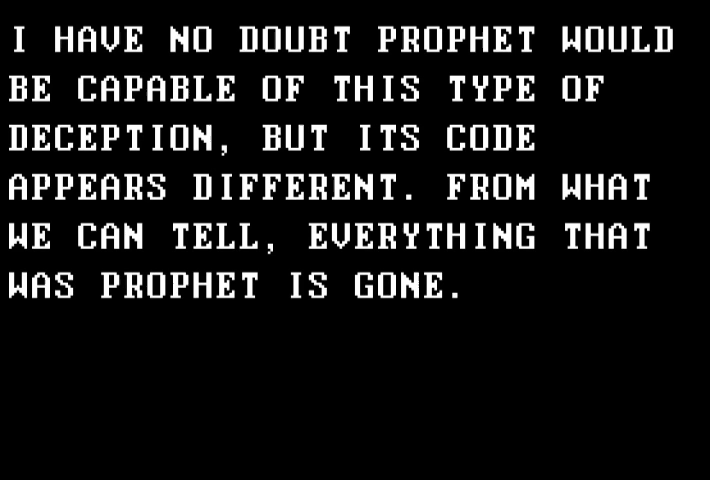 I HAVE NO DOUBT PROPHET WOULD
BE CAPABLE OF THIS TYPE OF
DECEPTION, BUT ITS CODE
APPEARS DIFFERENT. FROM WHAT
WE CAN TELL, EVERYTHING THAT
WAS PROPHET IS GONE.